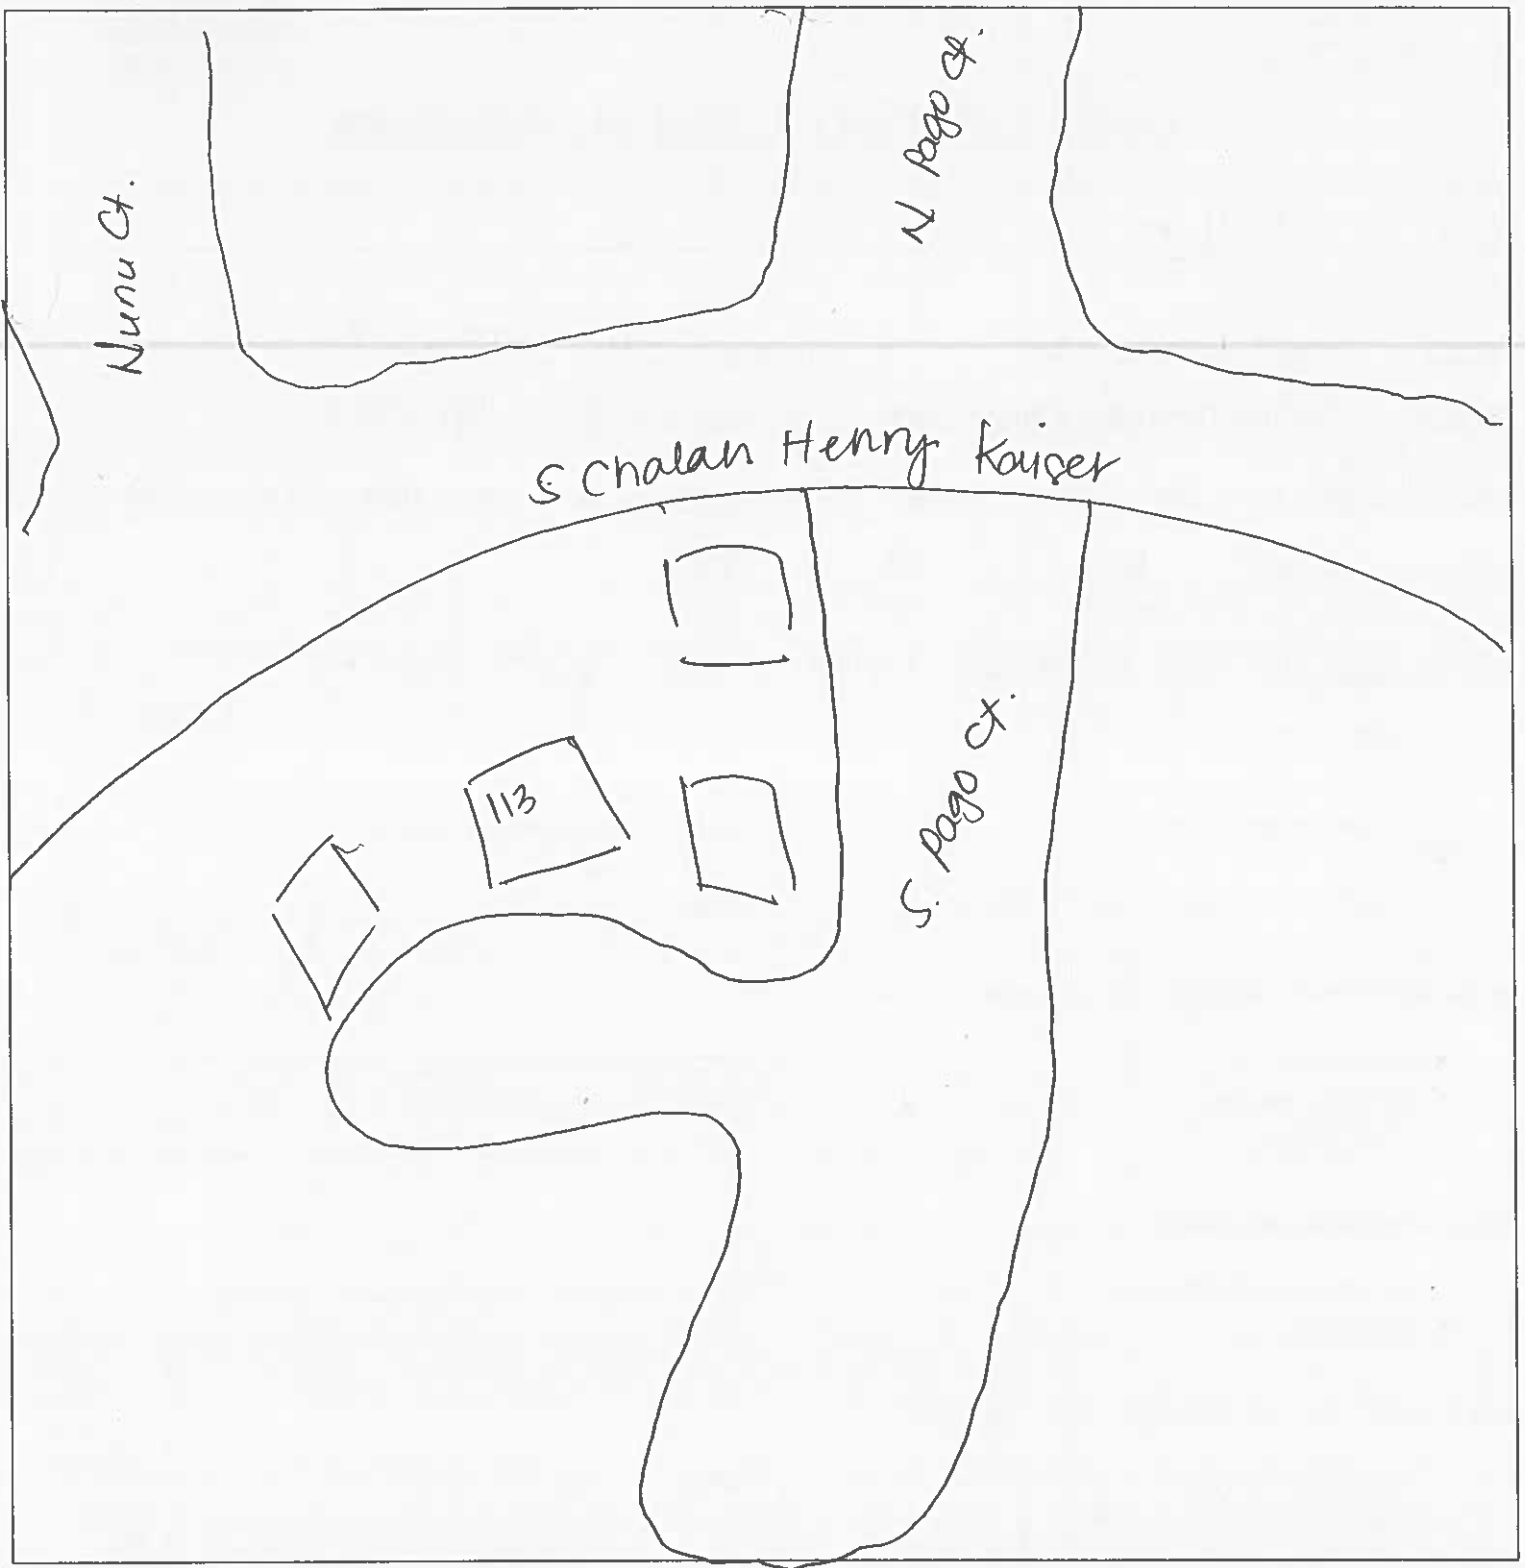 N Pago Ct.
Nunu Ct.
S Chalan Henry Kaiser
113
S. Pago Ct.